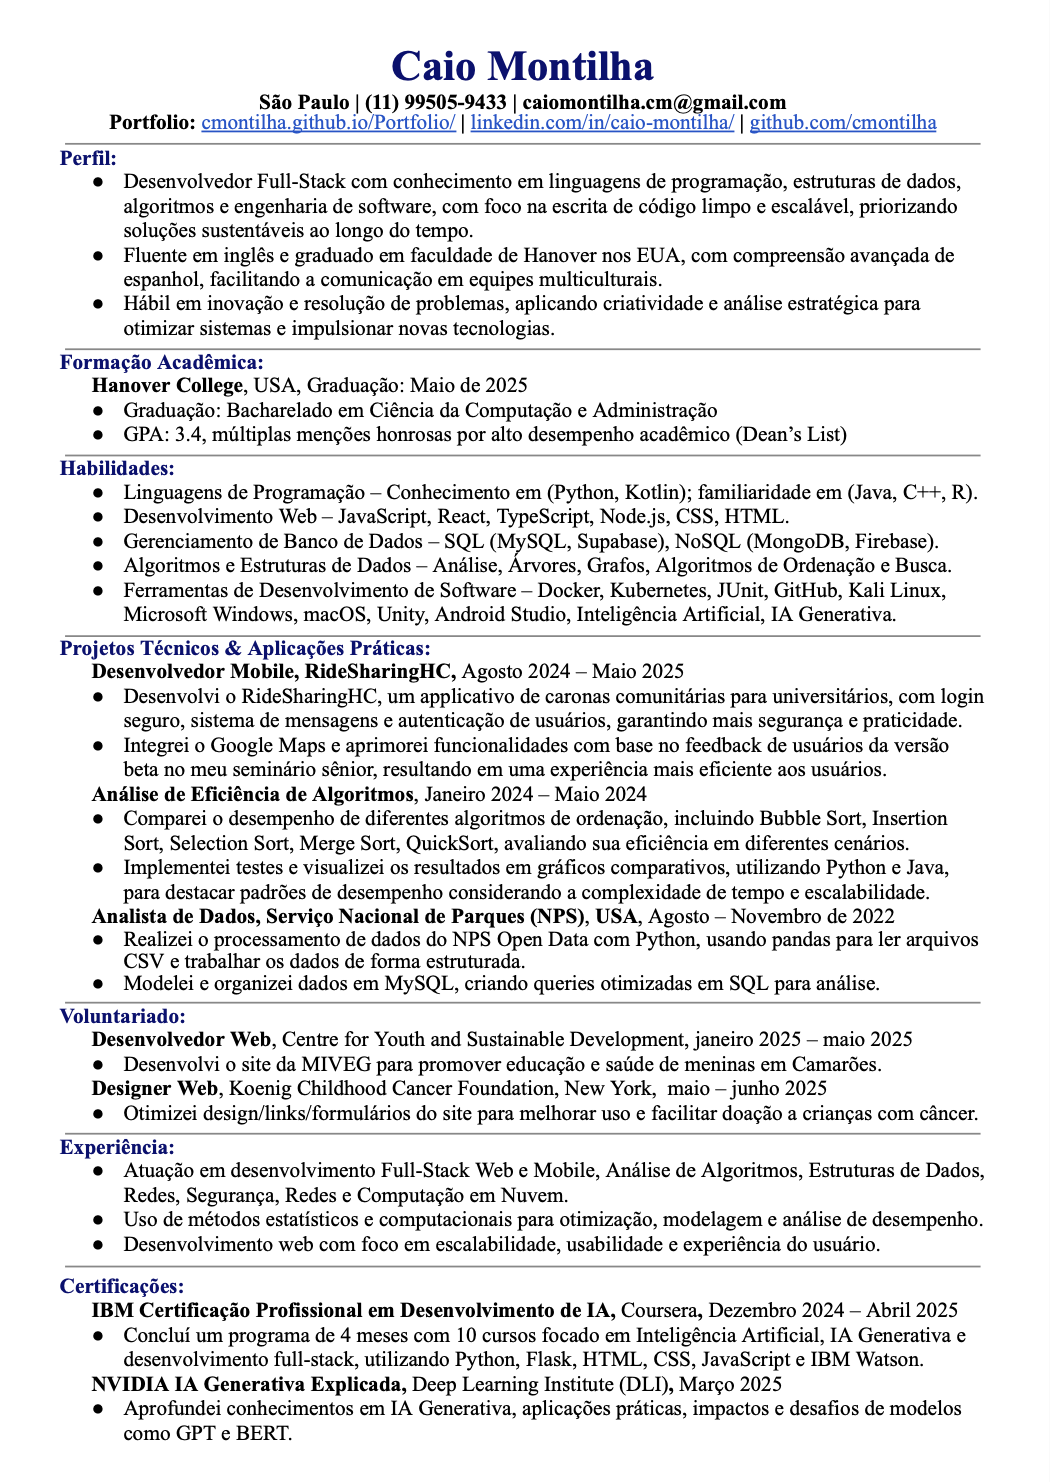 Caio Montilha
São Paulo | (11) 99505-9433 | caiomontilha.cm@gmail.com
Portfolio: cmontilha.github.io/Portfolio/ | linkedin.com/in/caio-montilha/ | github.com/cmontilha
Perfil:
● Desenvolvedor Full-Stack com conhecimento em linguagens de programação, estruturas de dados,
algoritmos e engenharia de software, com foco na escrita de código limpo e escalável, priorizando
soluções sustentáveis ao longo do tempo.
● Fluente em inglês e graduado em faculdade de Hanover nos EUA, com compreensão avançada de
espanhol, facilitando a comunicação em equipes multiculturais.
● Hábil em inovação e resolução de problemas, aplicando criatividade e análise estratégica para
otimizar sistemas e impulsionar novas tecnologias.
Formação Acadêmica:
Hanover College, USA, Graduação: Maio de 2025
● Graduação: Bacharelado em Ciência da Computação e Administração
● GPA: 3.4, múltiplas menções honrosas por alto desempenho acadêmico (Dean’s List)
Habilidades:
● Linguagens de Programação – Conhecimento em (Python, Kotlin); familiaridade em (Java, C++, R).
● Desenvolvimento Web – JavaScript, React, TypeScript, Node.js, CSS, HTML.
● Gerenciamento de Banco de Dados – SQL (MySQL, Supabase), NoSQL (MongoDB, Firebase).
● Algoritmos e Estruturas de Dados – Análise, Árvores, Grafos, Algoritmos de Ordenação e Busca.
● Ferramentas de Desenvolvimento de Software – Docker, Kubernetes, JUnit, GitHub, Kali Linux,
Microsoft Windows, macOS, Unity, Android Studio, Inteligência Artificial, IA Generativa.
Projetos Técnicos & Aplicações Práticas:
Desenvolvedor Mobile, RideSharingHC, Agosto 2024 – Maio 2025
● Desenvolvi o RideSharingHC, um aplicativo de caronas comunitárias para universitários, com login
seguro, sistema de mensagens e autenticação de usuários, garantindo mais segurança e praticidade.
● Integrei o Google Maps e aprimorei funcionalidades com base no feedback de usuários da versão
beta no meu seminário sênior, resultando em uma experiência mais eficiente aos usuários.
Análise de Eficiência de Algoritmos, Janeiro 2024 – Maio 2024
● Comparei o desempenho de diferentes algoritmos de ordenação, incluindo Bubble Sort, Insertion
Sort, Selection Sort, Merge Sort, QuickSort, avaliando sua eficiência em diferentes cenários.
● Implementei testes e visualizei os resultados em gráficos comparativos, utilizando Python e Java,
para destacar padrões de desempenho considerando a complexidade de tempo e escalabilidade.
Analista de Dados, Serviço Nacional de Parques (NPS), USA, Agosto – Novembro de 2022
● Realizei o processamento de dados do NPS Open Data com Python, usando pandas para ler arquivos
CSV e trabalhar os dados de forma estruturada.
● Modelei e organizei dados em MySQL, criando queries otimizadas em SQL para análise.
Voluntariado:
Desenvolvedor Web, Centre for Youth and Sustainable Development, janeiro 2025 – maio 2025
● Desenvolvi o site da MIVEG para promover educação e saúde de meninas em Camarões.
Designer Web, Koenig Childhood Cancer Foundation, New York, maio – junho 2025
● Otimizei design/links/formulários do site para melhorar uso e facilitar doação a crianças com câncer.
Experiência:
● Atuação em desenvolvimento Full-Stack Web e Mobile, Análise de Algoritmos, Estruturas de Dados,
Redes, Segurança, Redes e Computação em Nuvem.
● Uso de métodos estatísticos e computacionais para otimização, modelagem e análise de desempenho.
● Desenvolvimento web com foco em escalabilidade, usabilidade e experiência do usuário.
Certificações:
IBM Certificação Profissional em Desenvolvimento de IA, Coursera, Dezembro 2024 – Abril 2025
● Concluí um programa de 4 meses com 10 cursos focado em Inteligência Artificial, IA Generativa e
desenvolvimento full-stack, utilizando Python, Flask, HTML, CSS, JavaScript e IBM Watson.
NVIDIA IA Generativa Explicada, Deep Learning Institute (DLI), Março 2025
● Aprofundei conhecimentos em IA Generativa, aplicações práticas, impactos e desafios de modelos
como GPT e BERT.